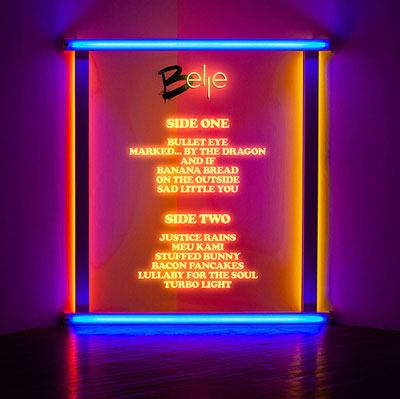 Belle
SIDE ONE
BULLET EYE
MARKED... BY THE DRAGON
AND IF
BANANA BREAD
ON THE OUTSIDE
SAD LITTLE YOU
SIDE TWO
JUSTICE RAINS
MEU KAMI
STUFFED BUNNY
BACON PANCAKES
LULLABY FOR THE SOUL
TURBO LIGHT